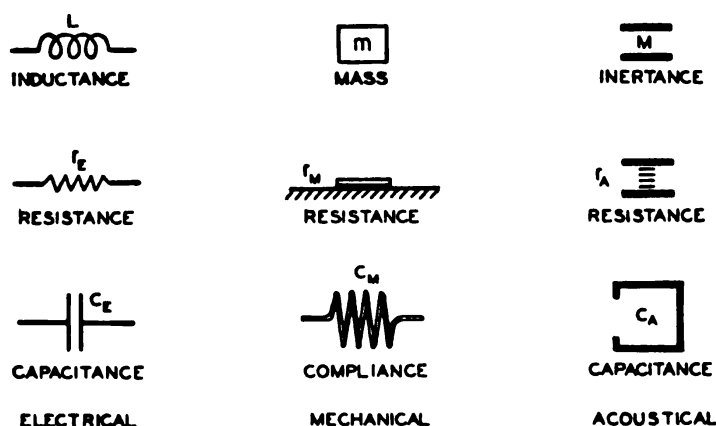 L
m
M
INDUCTANCE MASS INERTANCE
r_E
r_M
r_A
RESISTANCE RESISTANCE RESISTANCE
C_E
C_M
C_A
CAPACITANCE COMPLIANCE CAPACITANCE
ELECTRICAL MECHANICAL ACOUSTICAL